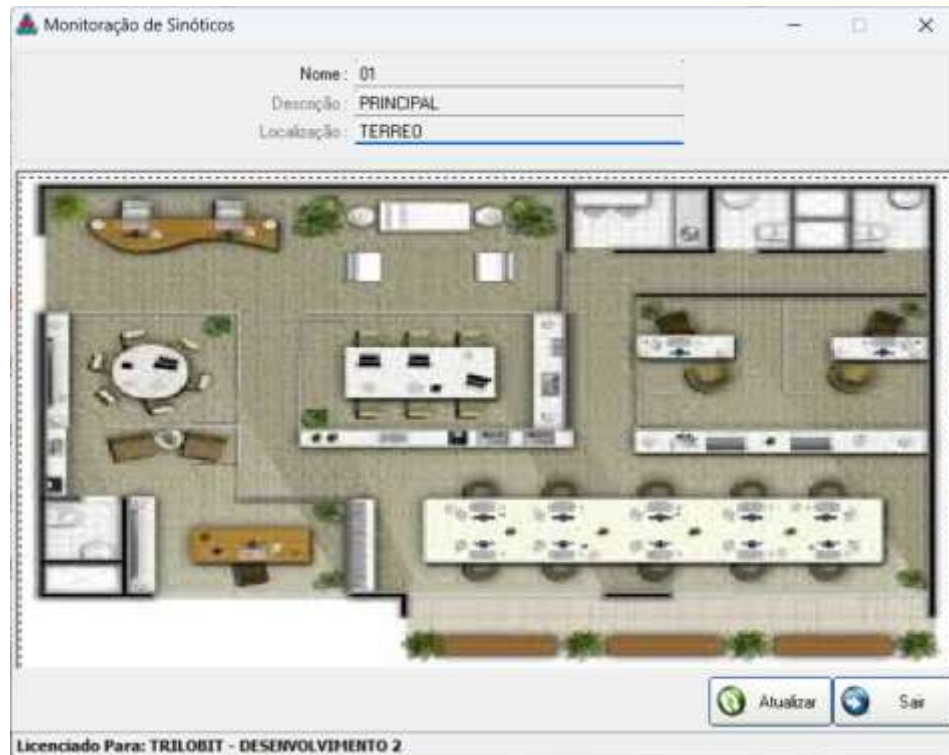 Monitoração de Sinóticos
Nome : 01
Descrição : PRINCIPAL
Localização : TERREO
Atualizar
Sair
Licenciado Para: TRILOBIT - DESENVOLVIMENTO 2